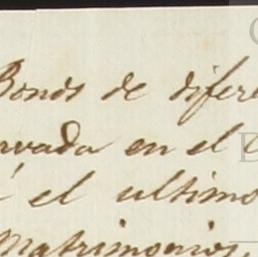 Bonos de difere
rvada en el c
el ultimo
Matrimonios,